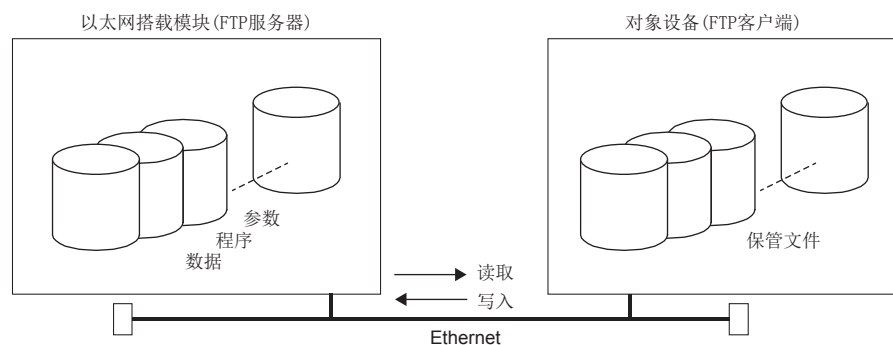 以太网搭载模块(FTP服务器)
对象设备(FTP客户端)
参数
程序
数据
保管文件
读取
写入
Ethernet